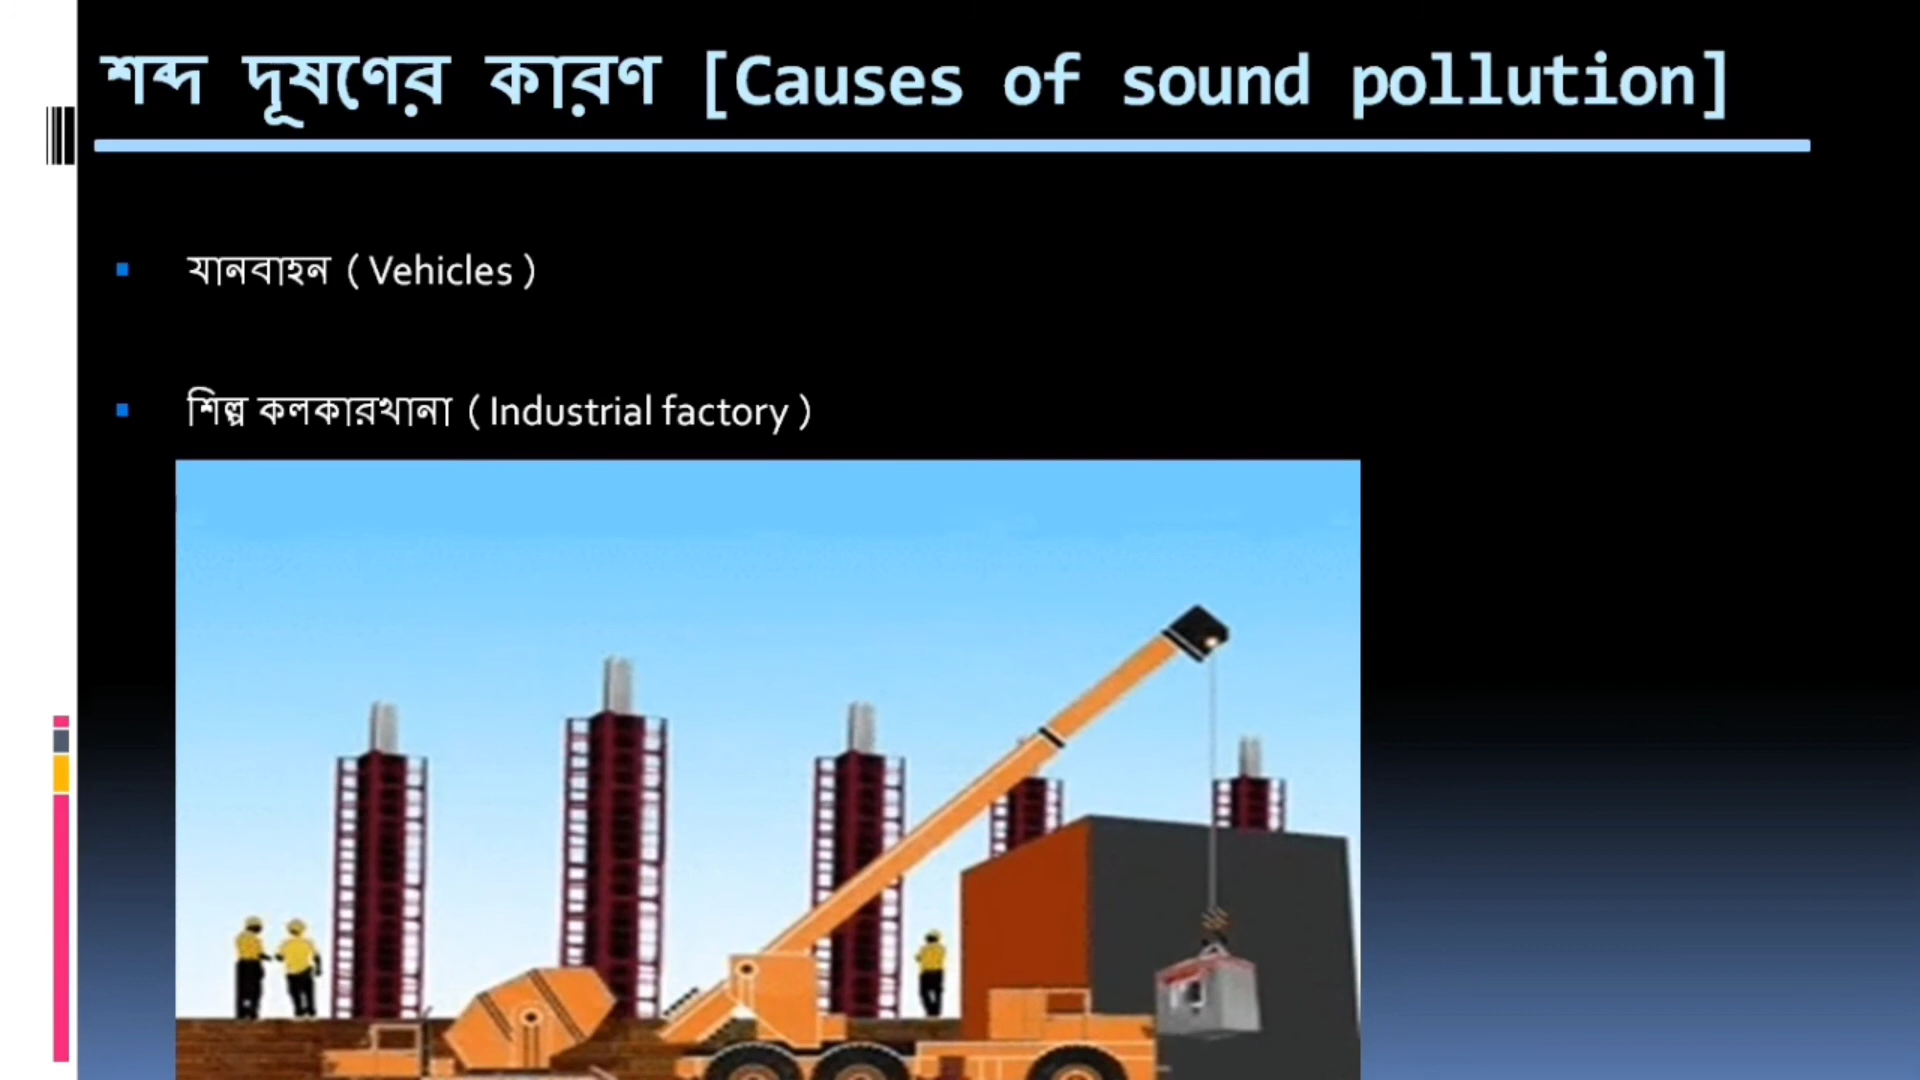 শব্দ দূষণের কারণ [Causes of sound pollution]
যানবাহন ( Vehicles )
শিল্প কলকারখানা ( Industrial factory )